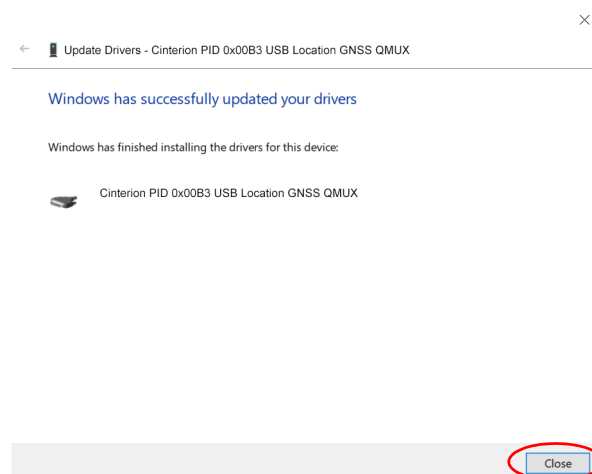 Update Drivers - Cinterion PID 0x00B3 USB Location GNSS QMUX
Windows has successfully updated your drivers
Windows has finished installing the drivers for this device:
Cinterion PID 0x00B3 USB Location GNSS QMUX
Close